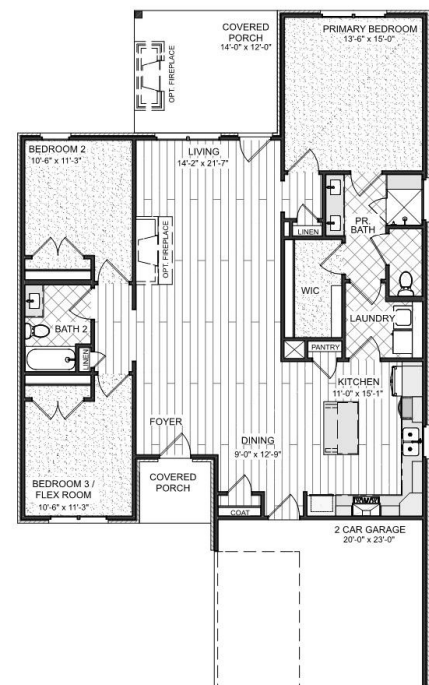 COVERED
PORCH
14'-0" x 12'-0"
OPT. FIREPLACE
PRIMARY BEDROOM
13'-6" x 15'-0"
BEDROOM 2
10'-6" x 11'-3"
LIVING
14'-2" x 21'-7"
OPT. FIREPLACE
LINEN
PR.
BATH
WIC
LAUNDRY
BATH 2
LINEN
PANTRY
KITCHEN
11'-0" x 15'-1"
FOYER
DINING
9'-0" x 12'-9"
BEDROOM 3 /
FLEX ROOM
10'-6" x 11'-3"
COVERED
PORCH
COAT
2 CAR GARAGE
20'-0" x 23'-0"